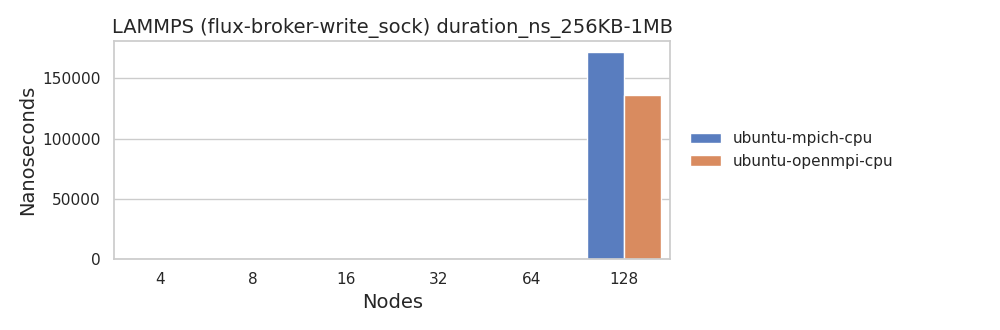 LAMMPS (flux-broker-write_sock) duration_ns_256KB-1MB
Nanoseconds
150000
100000
50000
0
4 8 16 32 64 128
Nodes
ubuntu-mpich-cpu
ubuntu-openmpi-cpu